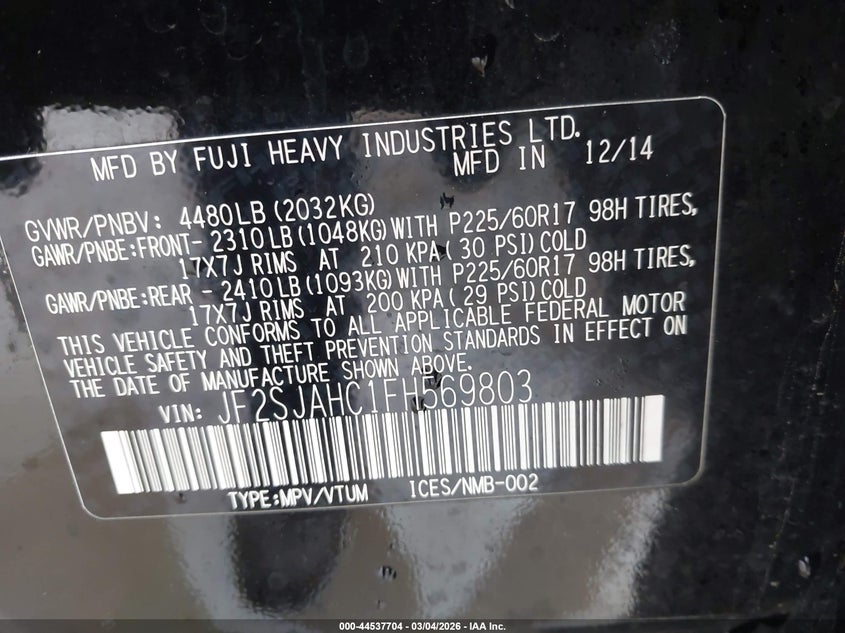 MFD BY FUJI HEAVY INDUSTRIES LTD.
MFD IN 12/14
GVWR/PNBV: 4480LB (2032KG)
GAWR/PNBE:FRONT- 2310LB (1048KG) WITH P225/60R17 98H TIRES,
17X7J RIMS AT 210 KPA( 30 PSI) COLD
GAWR/PNBE:REAR - 2410LB (1093KG) WITH P225/60R17 98H TIRES,
17X7J RIMS AT 200 KPA( 29 PSI) COLD
THIS VEHICLE CONFORMS TO ALL APPLICABLE FEDERAL MOTOR
VEHICLE SAFETY AND THEFT PREVENTION STANDARDS IN EFFECT ON
THE DATE OF MANUFACTURE SHOWN ABOVE.
VIN: JF2SJAHC1FH569803
TYPE:MPV/VTUM ICES/NMB-002
000-44537704 - 03/04/2026 - IAA Inc.